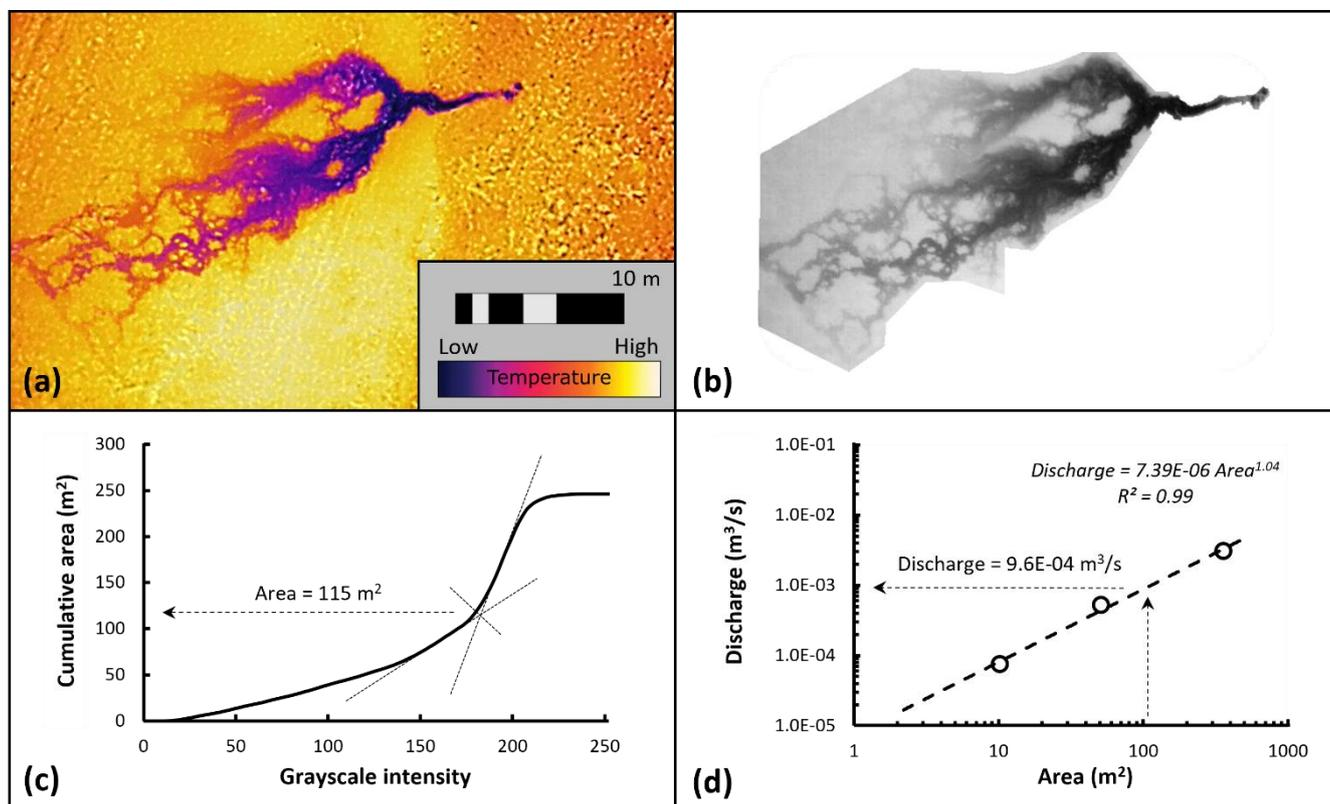 10 m
Low High
Temperature
(a)
(b)
300
250
200
150
100
50
0
Cumulative area (m²)
Area = 115 m²
0 50 100 150 200 250
Grayscale intensity
(c)
1.0E-01
1.0E-02
1.0E-03
1.0E-04
1.0E-05
Discharge (m³/s)
Discharge = 7.39E-06 Area^1.04
R² = 0.99
Discharge = 9.6E-04 m³/s
1 10 100 1000
Area (m²)
(d)